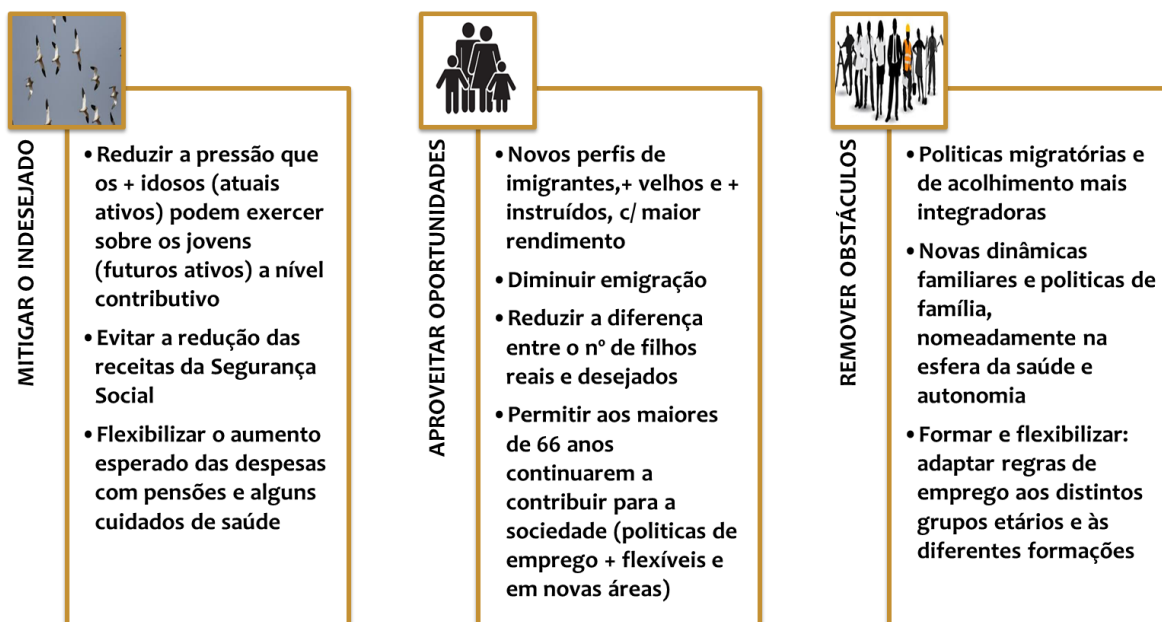 MITIGAR O INDESEJADO
•Reduzir a pressão que
os + idosos (atuais
ativos) podem exercer
sobre os jovens
(futuros ativos) a nível
contributivo
•Evitar a redução das
receitas da Segurança
Social
•Flexibilizar o aumento
esperado das despesas
com pensões e alguns
cuidados de saúde
APROVEITAR OPORTUNIDADES
•Novos perfis de
imigrantes,+ velhos e +
instruídos, c/ maior
rendimento
•Diminuir emigração
•Reduzir a diferença
entre o nº de filhos
reais e desejados
•Permitir aos maiores
de 66 anos
continuarem a
contribuir para a
sociedade (politicas de
emprego + flexíveis e
em novas áreas)
REMOVER OBSTÁCULOS
•Politicas migratórias e
de acolhimento mais
integradoras
•Novas dinâmicas
familiares e politicas de
família,
nomeadamente na
esfera da saúde e
autonomia
•Formar e flexibilizar:
adaptar regras de
emprego aos distintos
grupos etários e às
diferentes formações